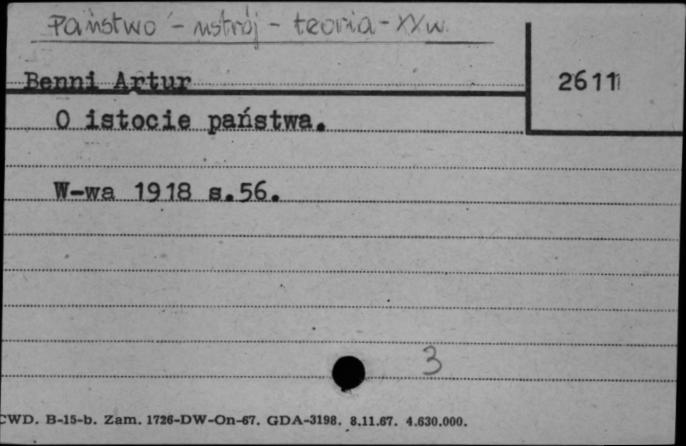 Państwo - ustrój - teoria - XX w.
Benni Artur
2611
O istocie państwa.
W-wa 1918 s.56.
3
CWD. B-15-b. Zam. 1726-DW-On-67. GDA-3198. 8.11.67. 4.630.000.